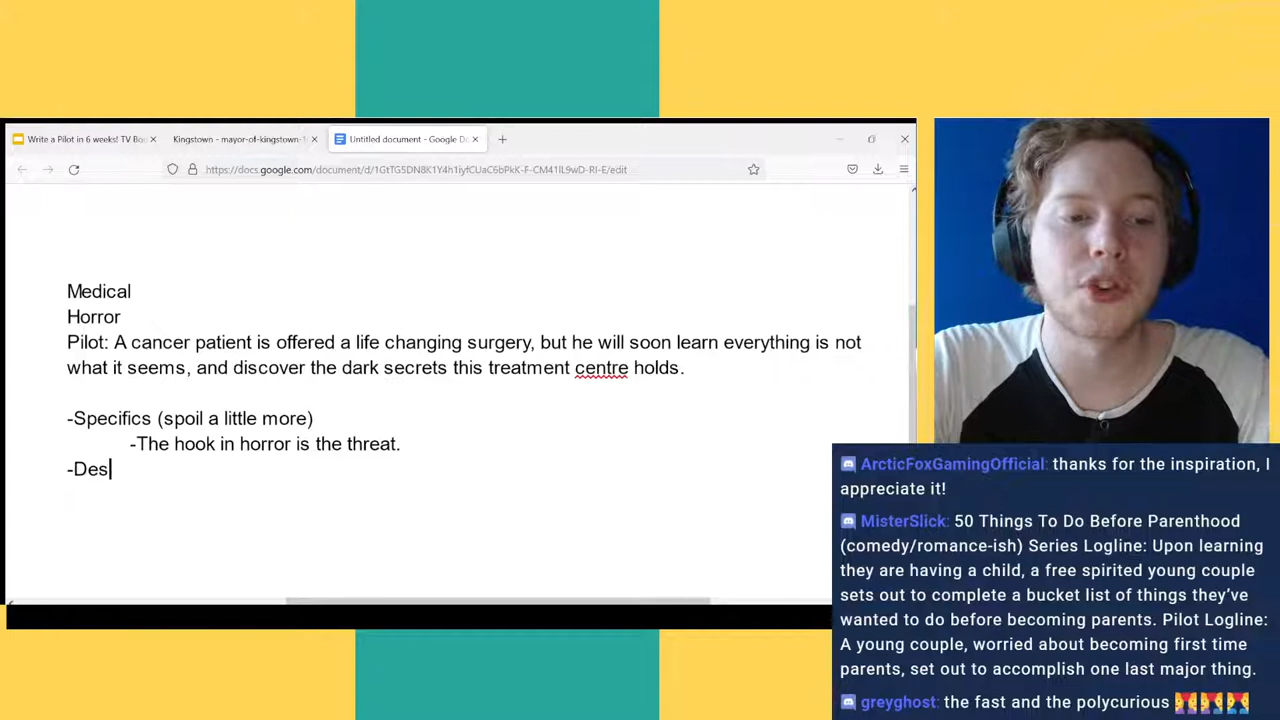 Write a Pilot in 6 weeks! TV Bo
Kingstown - mayor-of-kingstown-
Untitled document - Google D
https://docs.google.com/document/d/
/edit
Medical
Horror
Pilot: A cancer patient is offered a life changing surgery, but he will soon learn everything is not
what it seems, and discover the dark secrets this treatment centre holds.
-Specifics (spoil a little more)
-The hook in horror is the threat.
-Des
ArcticFoxGamingOfficial: thanks for the inspiration, I
appreciate it!
MisterSlick: 50 Things To Do Before Parenthood
(comedy/romance-ish) Series Logline: Upon learning
they are having a child, a free spirited young couple
sets out to complete a bucket list of things they’ve
wanted to do before becoming parents. Pilot Logline:
A young couple, worried about becoming first time
parents, set out to accomplish one last major thing.
greyghost: the fast and the polycurious